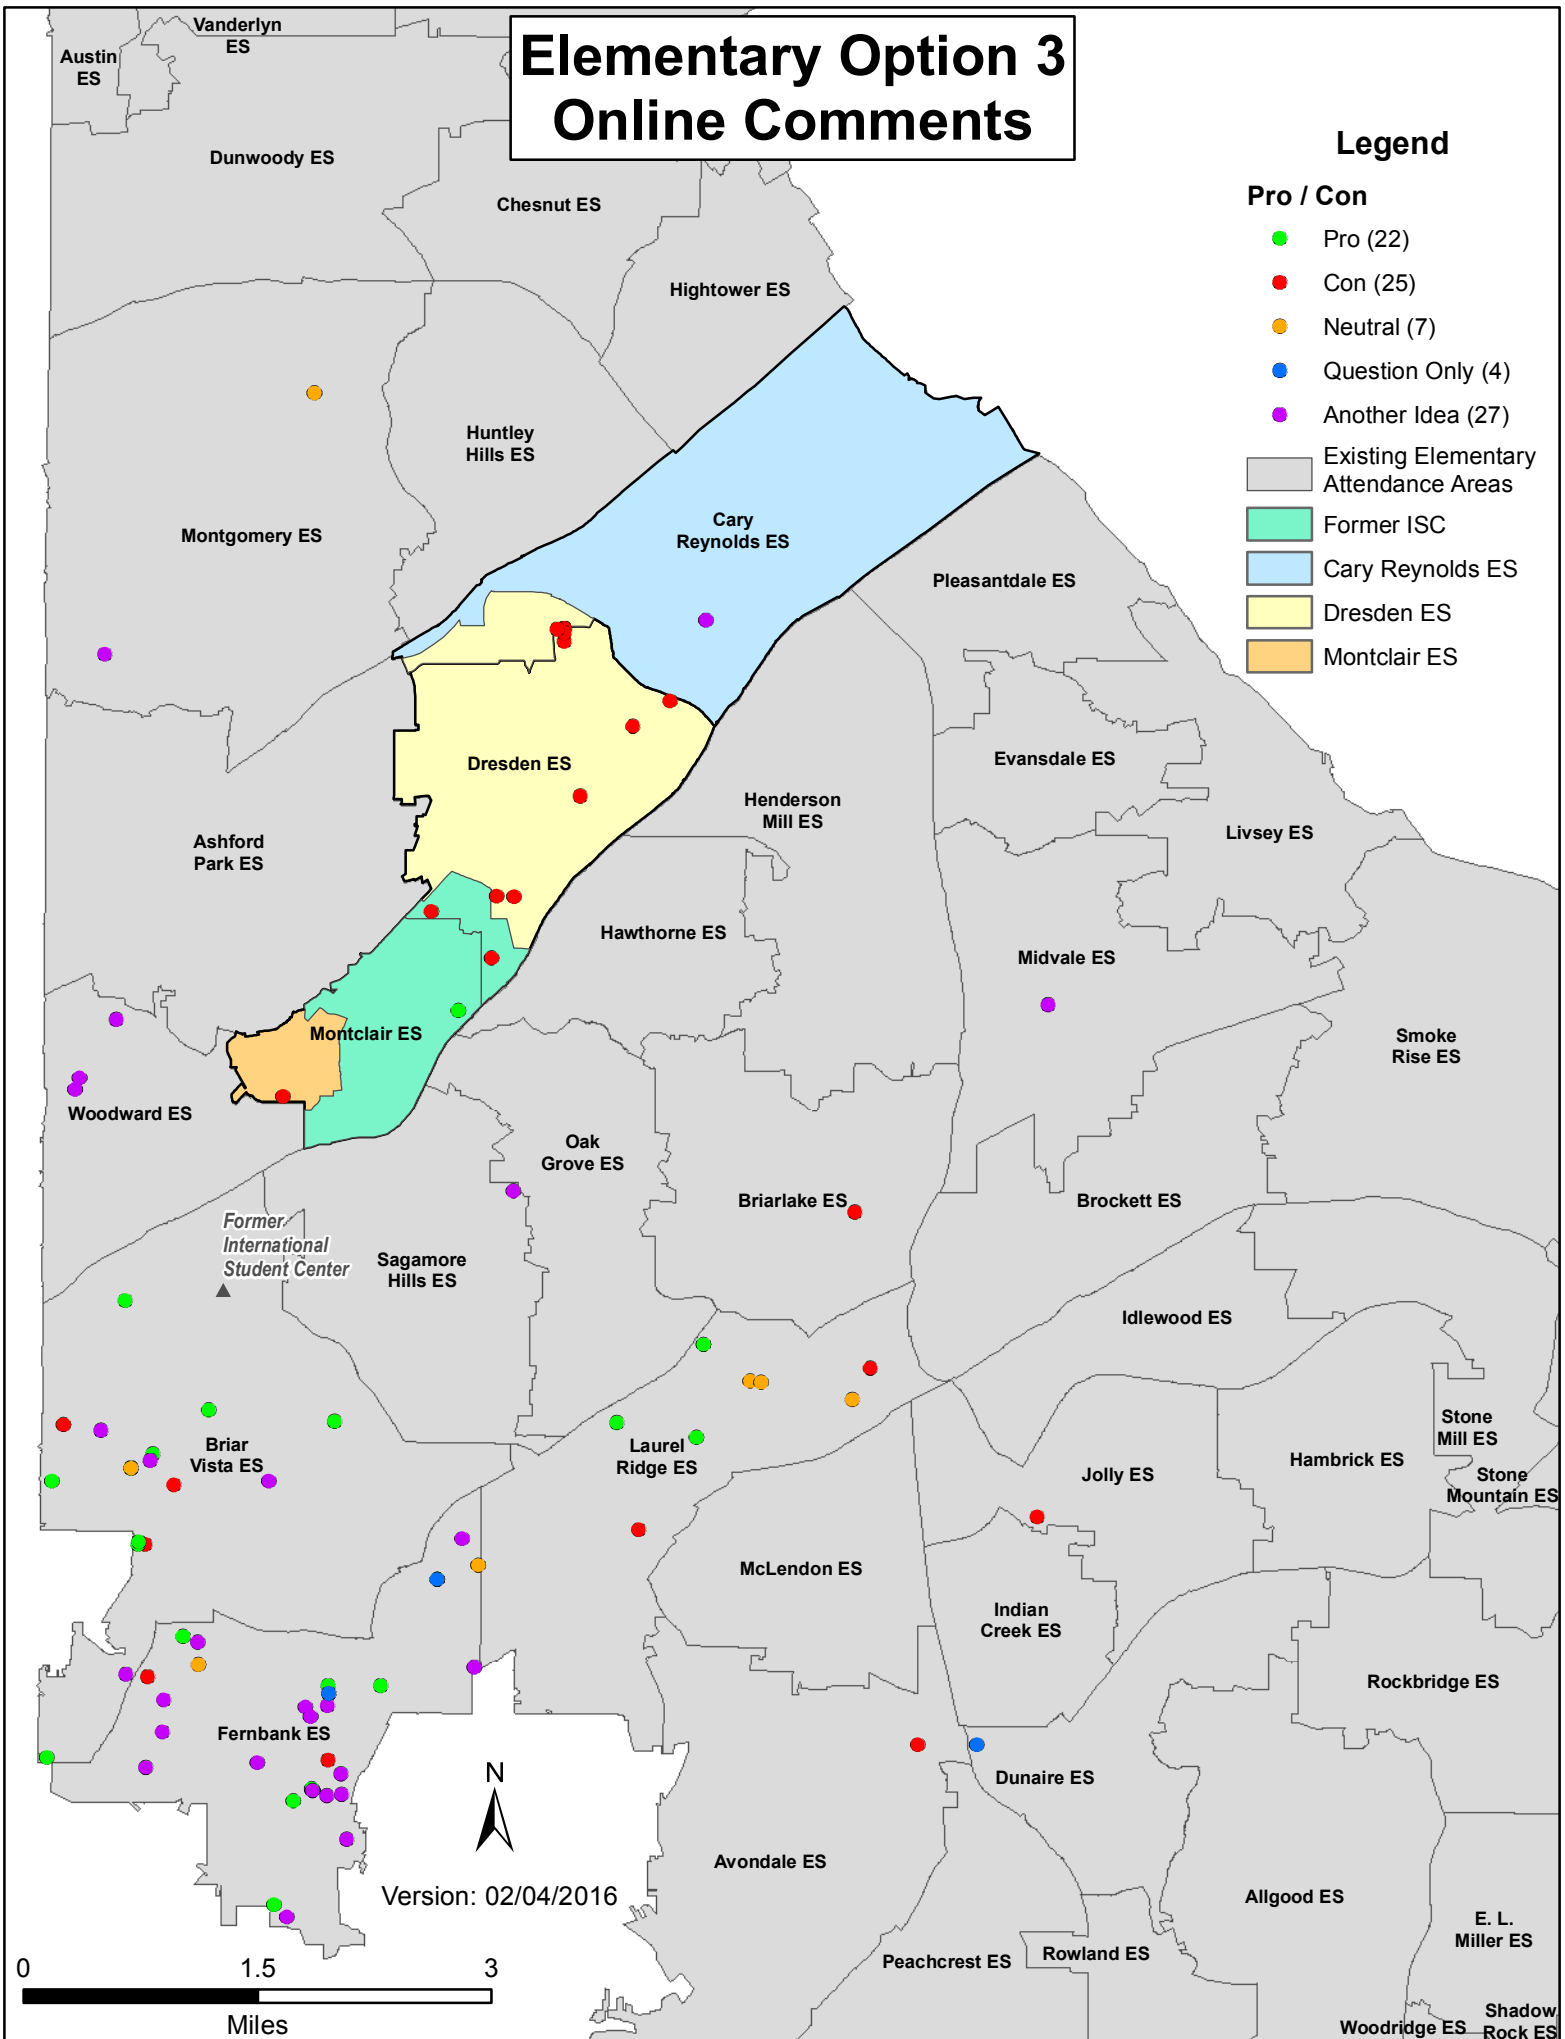 Elementary Option 3
Online Comments
Legend
Pro / Con
Pro (22)
Con (25)
Neutral (7)
Question Only (4)
Another Idea (27)
Existing Elementary
Attendance Areas
Former ISC
Cary Reynolds ES
Dresden ES
Montclair ES
Vanderlyn
ES
Austin
ES
Dunwoody ES
Chesnut ES
Hightower ES
Huntley
Hills ES
Montgomery ES
Cary
Reynolds ES
Pleasantdale ES
Dresden ES
Evansdale ES
Henderson
Mill ES
Livsey ES
Ashford
Park ES
Hawthorne ES
Midvale ES
Montclair ES
Smoke
Rise ES
Woodward ES
Oak
Grove ES
Briarlake ES
Brockett ES
Former
International
Student Center
Sagamore
Hills ES
Idlewood ES
Briar
Vista ES
Laurel
Ridge ES
Jolly ES
Hambrick ES
Stone
Mill ES
Stone
Mountain ES
McLendon ES
Indian
Creek ES
Rockbridge ES
Fernbank ES
Dunaire ES
N
Avondale ES
Version: 02/04/2016
Allgood ES
E. L.
Miller ES
Peachcrest ES
Rowland ES
0 1.5 3
Miles
Woodridge ES
Shadow
Rock ES